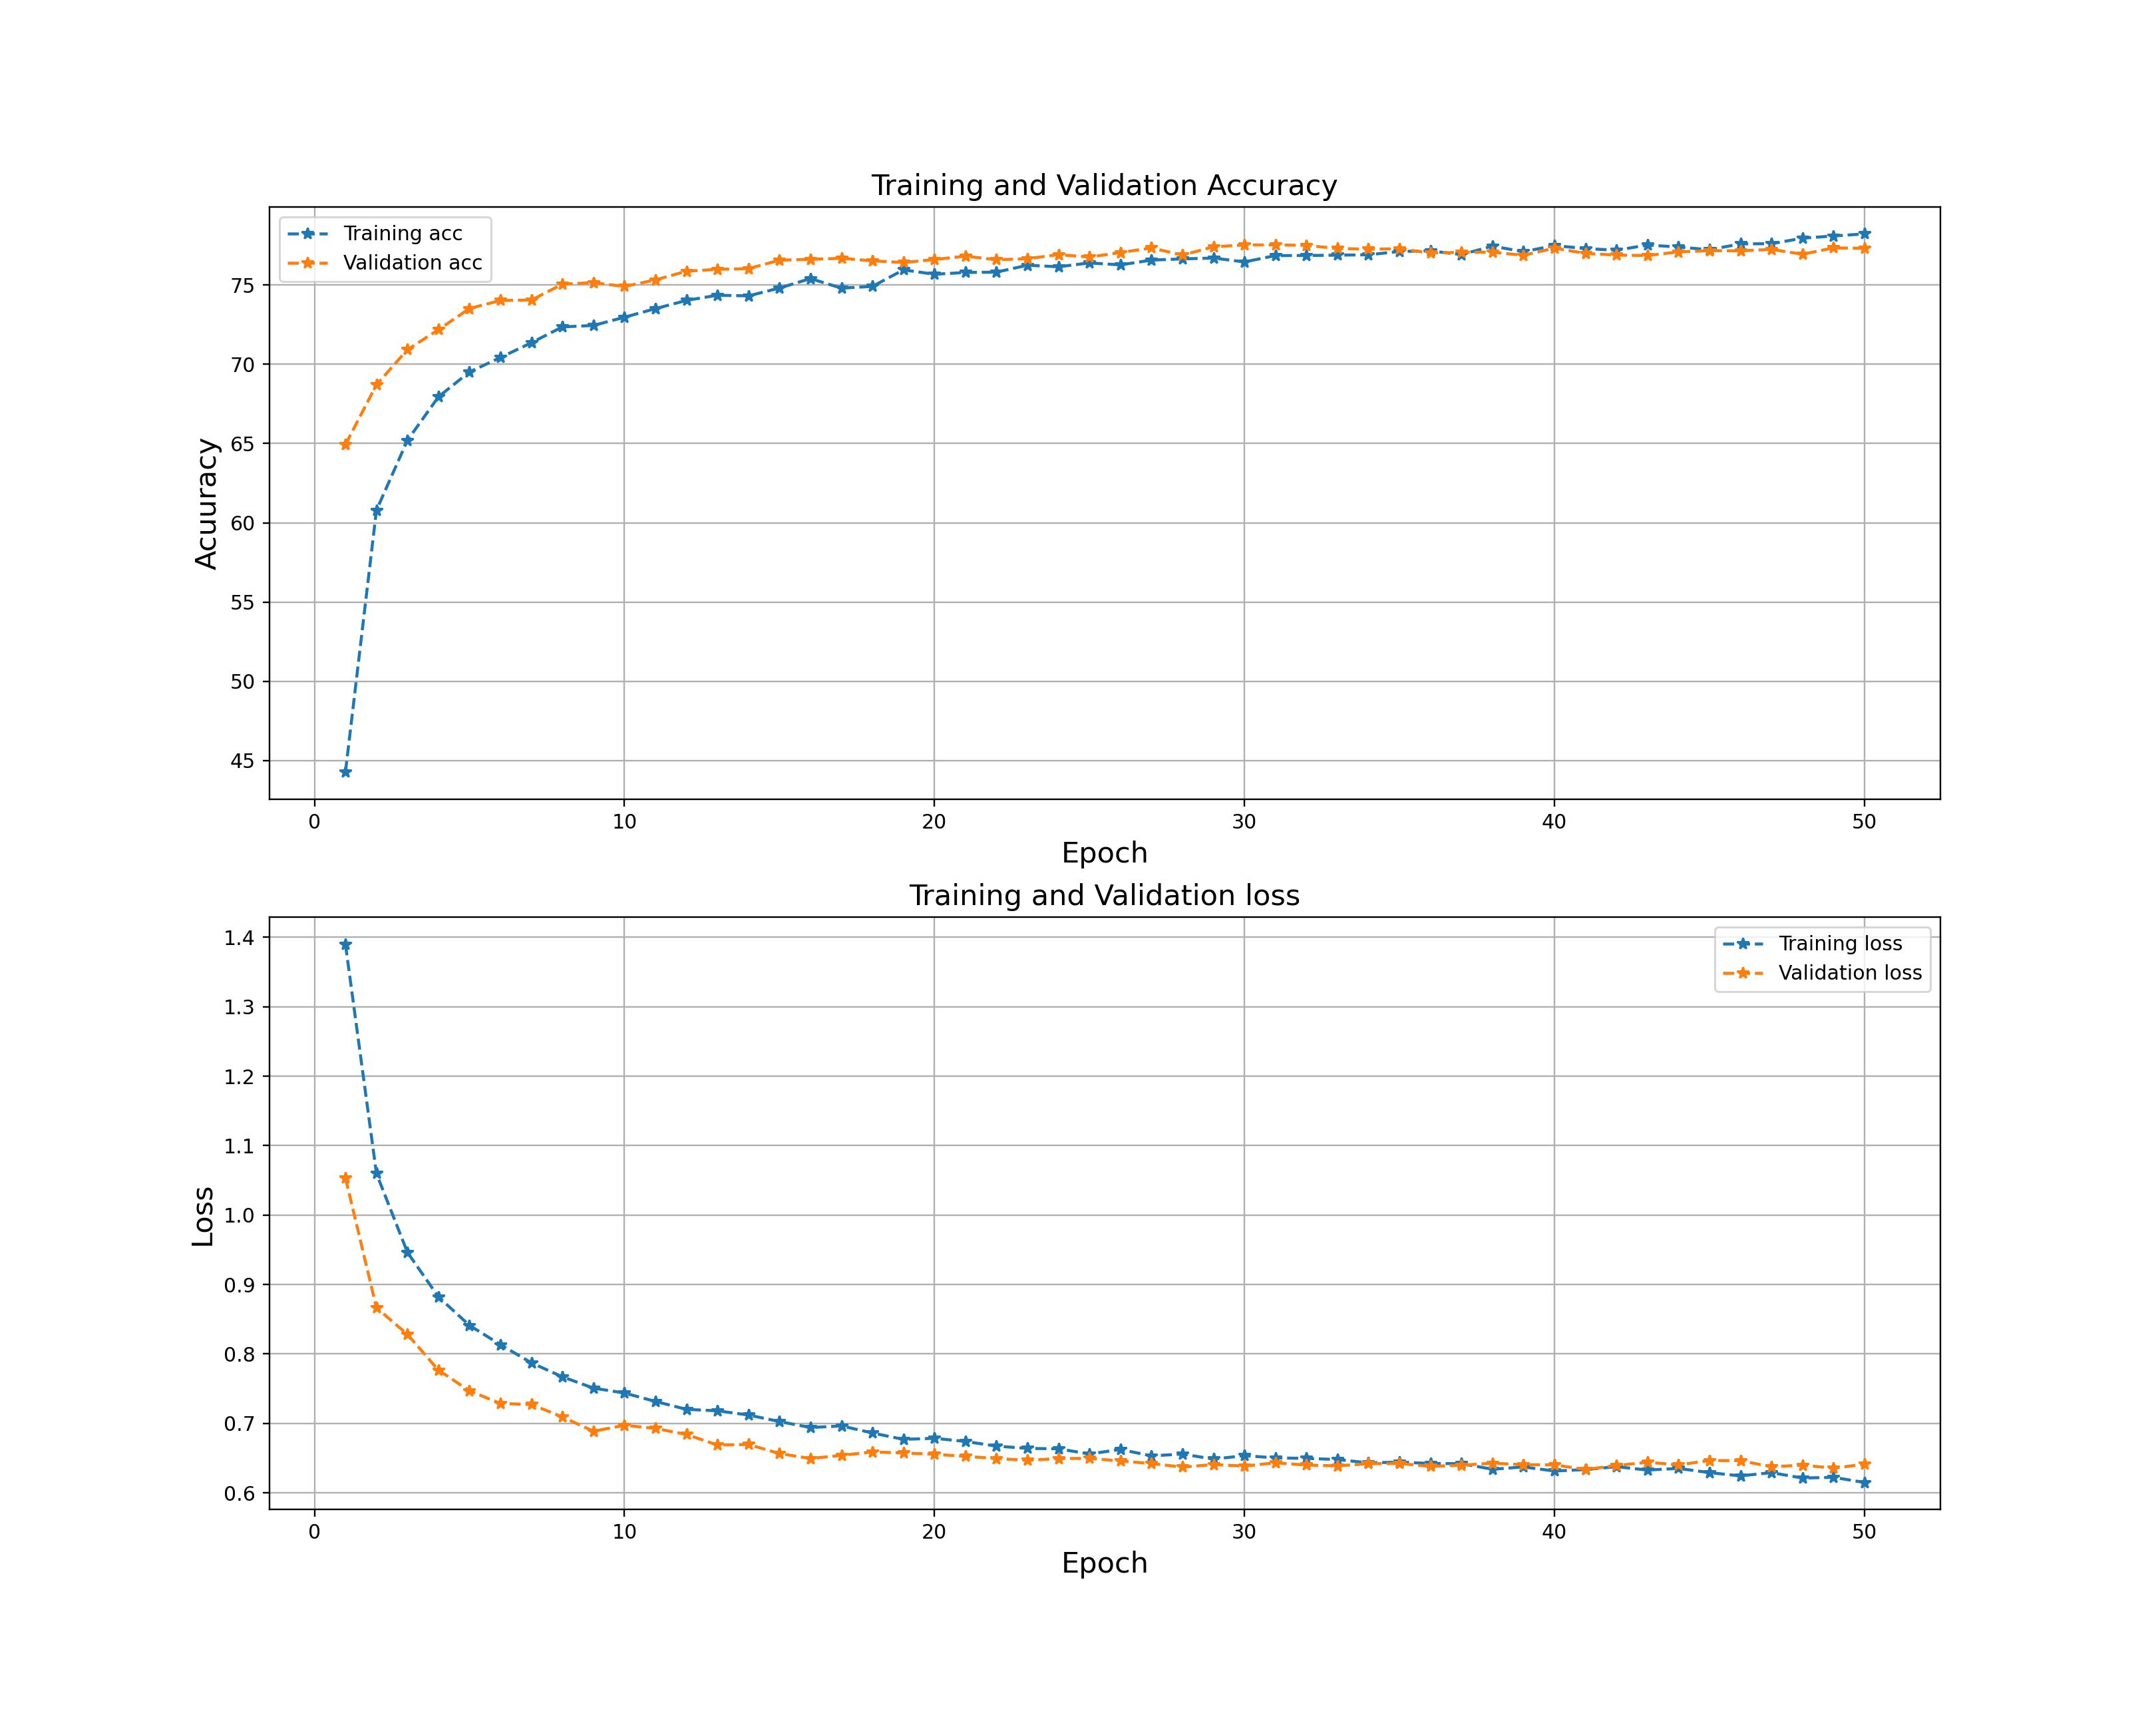 Training and Validation Accuracy
Training acc
Validation acc
75
70
65
60
55
50
45
Acuuracy
0 10 20 30 40 50
Epoch
Training and Validation loss
Training loss
Validation loss
1.4
1.3
1.2
1.1
1.0
0.9
0.8
0.7
0.6
Loss
0 10 20 30 40 50
Epoch